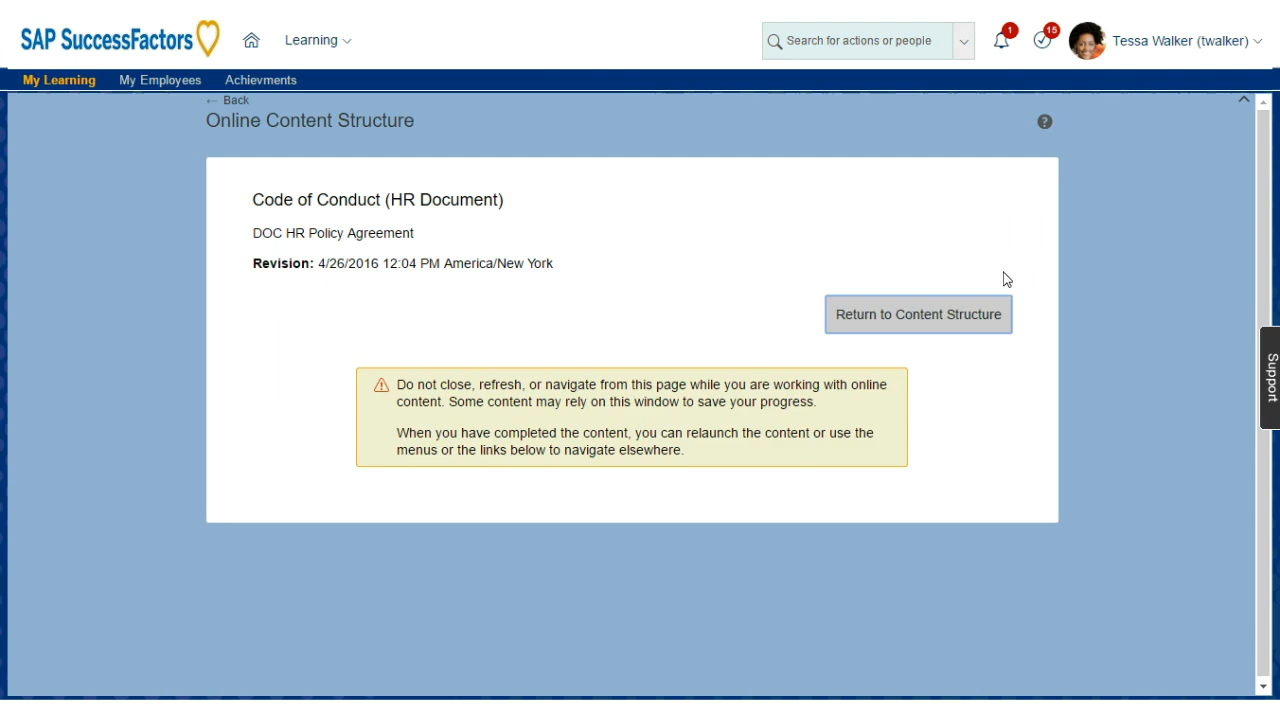 SAP SuccessFactors
Learning
Search for actions or people
1
15
Tessa Walker (twalker)
My Learning My Employees Achievments
← Back
Online Content Structure
?
Code of Conduct (HR Document)
DOC HR Policy Agreement
Revision: 4/26/2016 12:04 PM America/New York
Return to Content Structure
Do not close, refresh, or navigate from this page while you are working with online
content. Some content may rely on this window to save your progress.
When you have completed the content, you can relaunch the content or use the
menus or the links below to navigate elsewhere.
Support